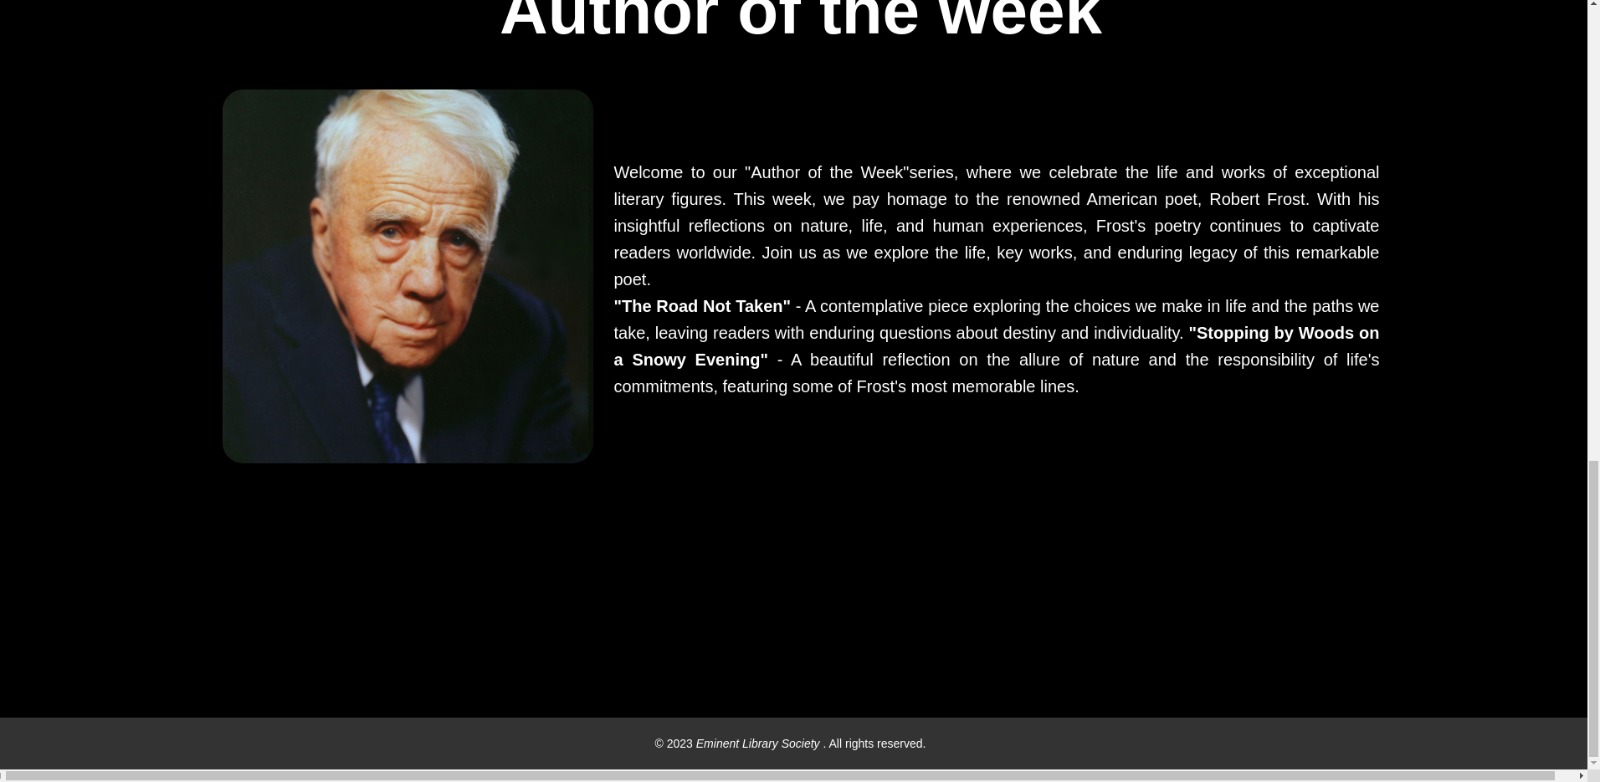 Author of the week
Welcome to our "Author of the Week"series, where we celebrate the life and works of exceptional
literary figures. This week, we pay homage to the renowned American poet, Robert Frost. With his
insightful reflections on nature, life, and human experiences, Frost's poetry continues to captivate
readers worldwide. Join us as we explore the life, key works, and enduring legacy of this remarkable
poet.
"The Road Not Taken" - A contemplative piece exploring the choices we make in life and the paths we
take, leaving readers with enduring questions about destiny and individuality. "Stopping by Woods on
a Snowy Evening" - A beautiful reflection on the allure of nature and the responsibility of life's
commitments, featuring some of Frost's most memorable lines.
© 2023 Eminent Library Society . All rights reserved.